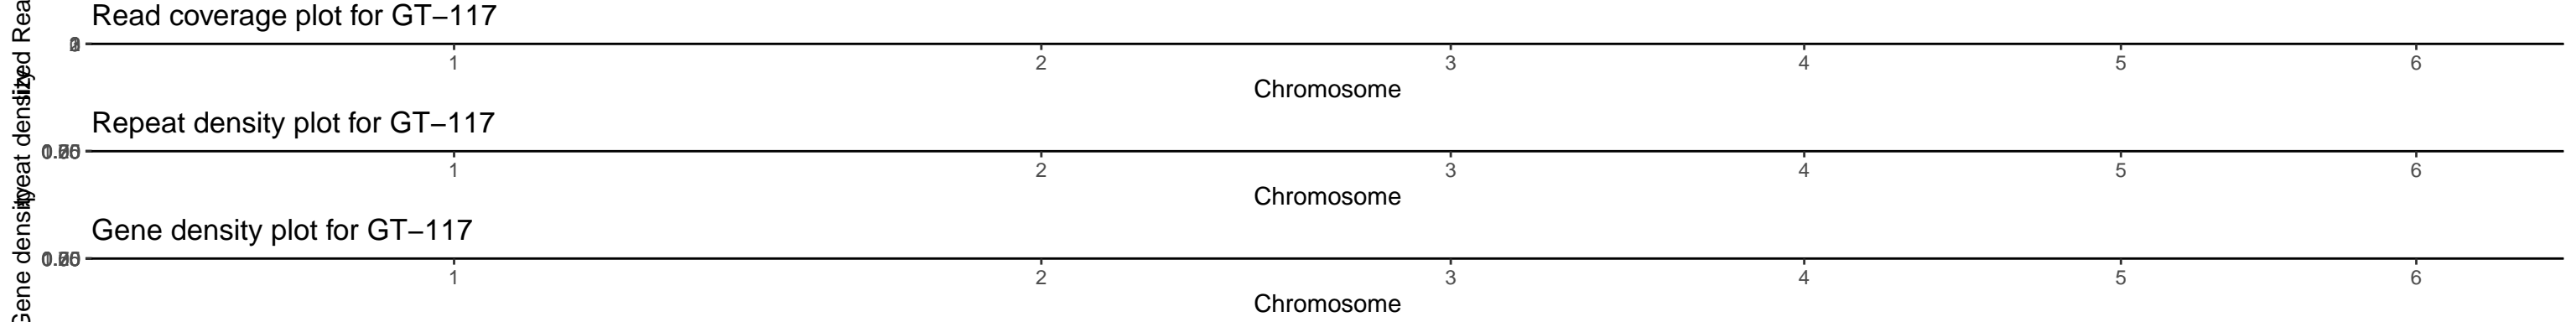 Read coverage plot for GT–117
1 2 3 4 5 6
Chromosome
Repeat density plot for GT–117
1 2 3 4 5 6
Chromosome
Gene density plot for GT–117
1 2 3 4 5 6
Chromosome
Gene density